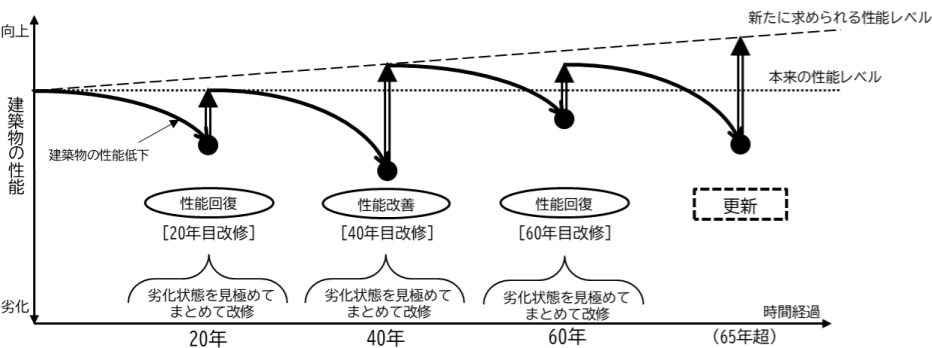 新たに求められる性能レベル
向上
本来の性能レベル
建築物の性能
建築物の性能低下
性能回復
性能改善
性能回復
更新
[20年目改修]
[40年目改修]
[60年目改修]
劣化状態を見極めて
まとめて改修
劣化状態を見極めて
まとめて改修
劣化状態を見極めて
まとめて改修
劣化
時間経過
20年
40年
60年
(65年超)